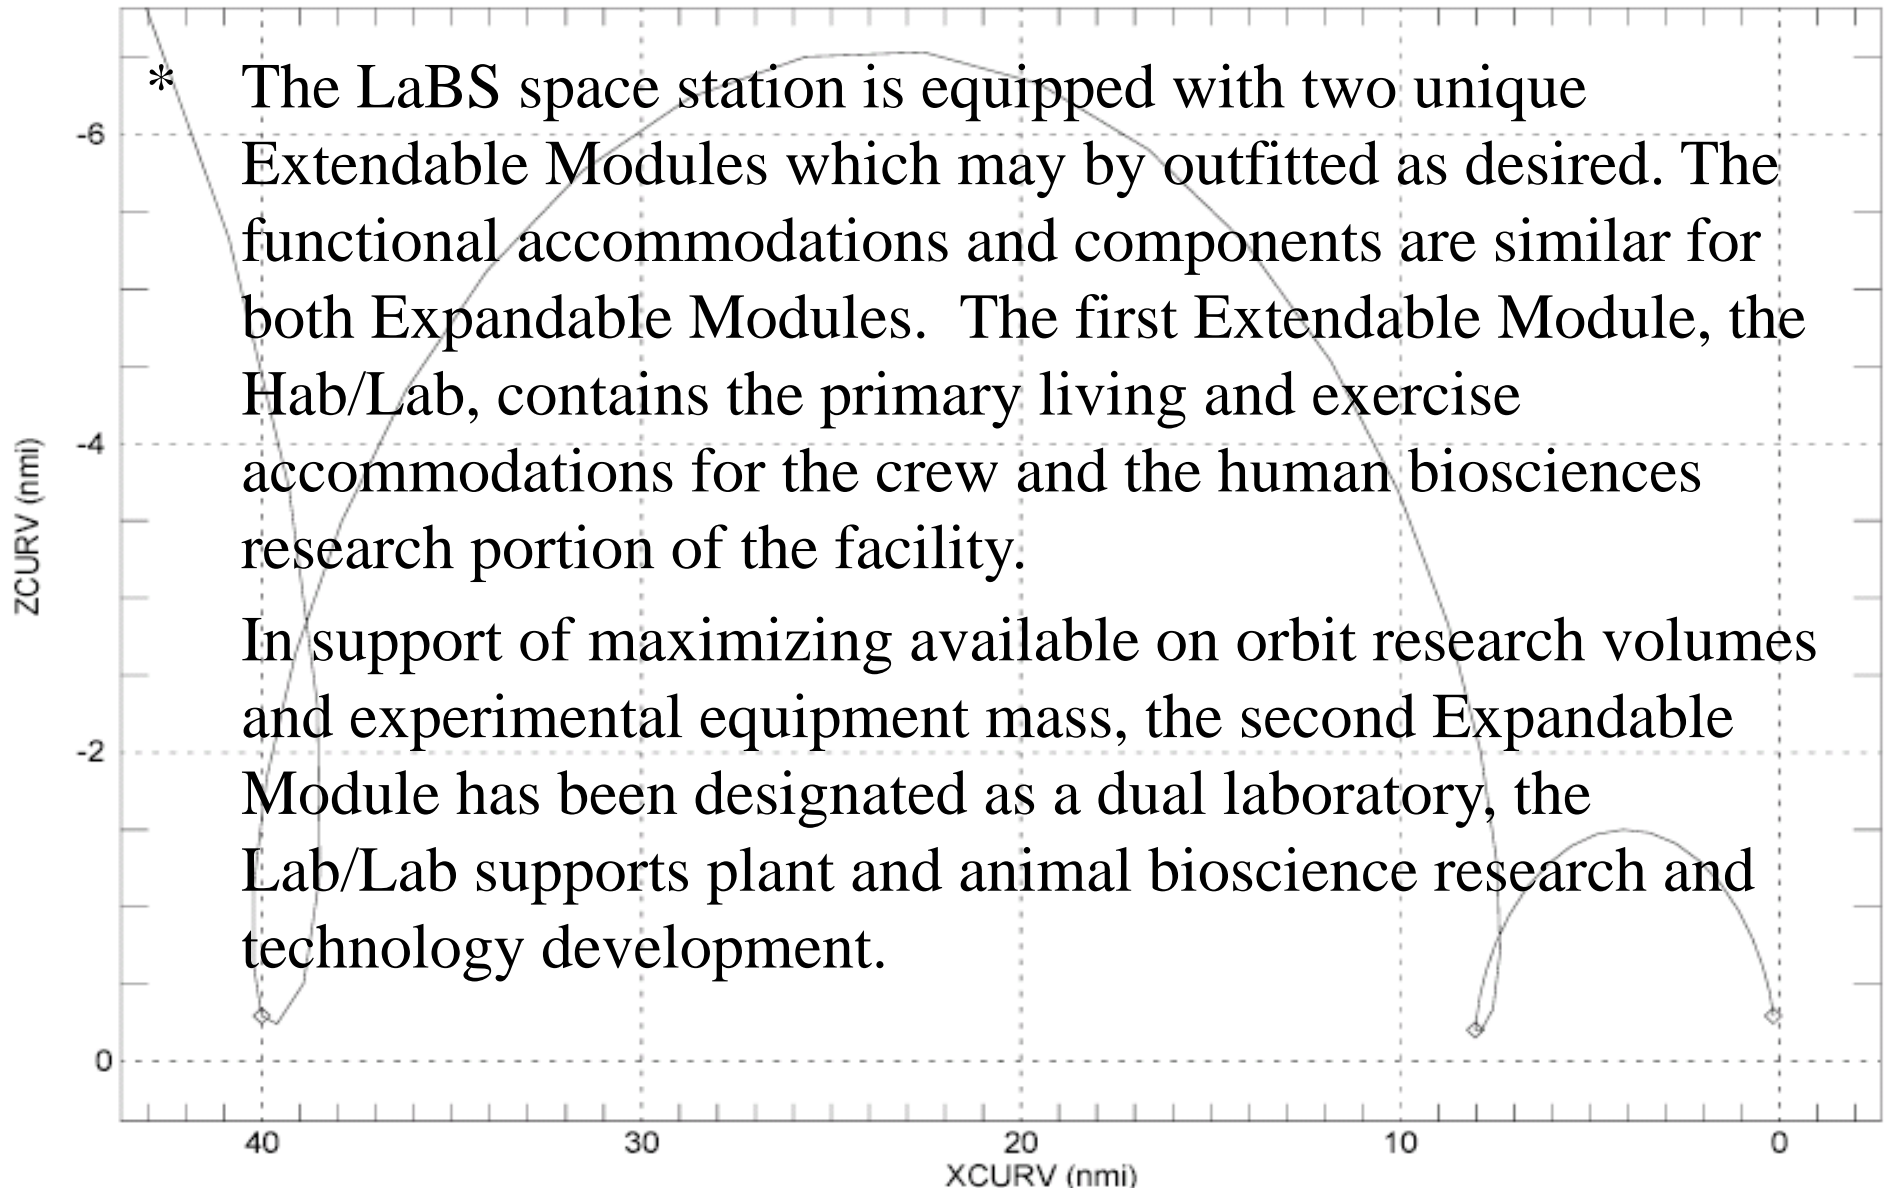 * The LaBS space station is equipped with two unique
Extendable Modules which may by outfitted as desired. The
functional accommodations and components are similar for
both Expandable Modules.  The first Extendable Module, the
Hab/Lab, contains the primary living and exercise
accommodations for the crew and the human biosciences
research portion of the facility.
In support of maximizing available on orbit research volumes
and experimental equipment mass, the second Expandable
Module has been designated as a dual laboratory, the
Lab/Lab supports plant and animal bioscience research and
technology development.
ZCURV (nmi)
-6
-4
-2
0
40 30 20 10 0
XCURV (nmi)